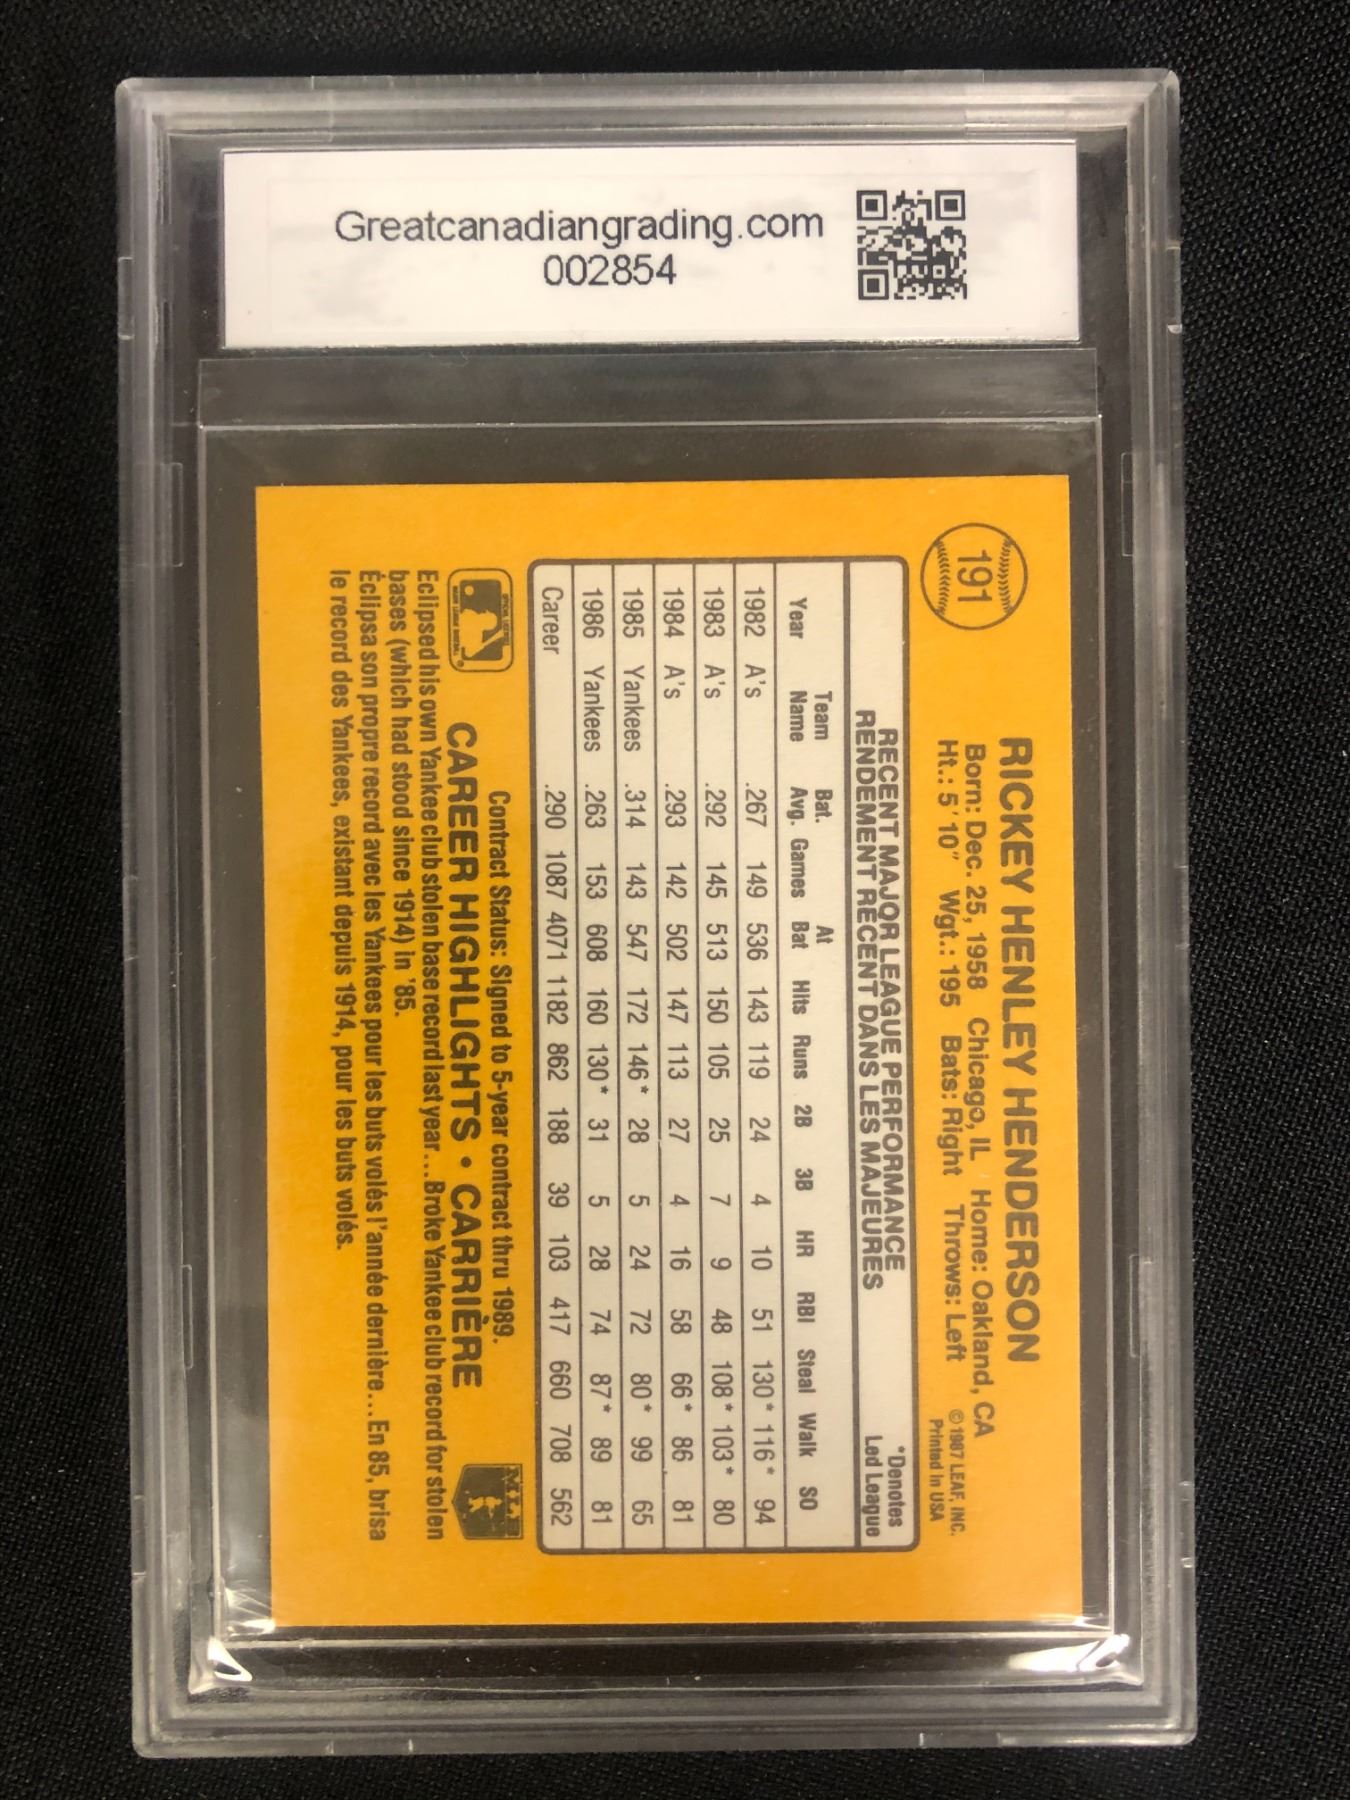 Greatcanadiangrading.com
002854
191
RICKEY HENLEY HENDERSON
Born: Dec. 25, 1958 Chicago, IL Home: Oakland, CA
Ht.: 5'10" Wgt.: 195 Bats: Right Throws: Left
© 1987 LEAF, INC.
Printed in USA
RECENT MAJOR LEAGUE PERFORMANCE
RENDEMENT RÉCENT DANS LES MAJEURES
*Denotes
Led League
Team Bat. At
Year Name Avg. Games Bat Hits Runs 2B 3B HR RBI Steal Walk SO
1982 A's .267 149 536 143 119 24 4 10 51 130* 116* 94
1983 A's .292 145 513 150 105 25 7 9 48 108* 103* 80
1984 A's .293 142 502 147 113 27 4 16 58 66* 86 81
1985 Yankees .314 143 547 172 146* 28 5 24 72 80* 99 65
1986 Yankees .263 153 608 160 130* 31 5 28 74 87* 89 81
Career .290 1087 4071 1182 862 188 39 103 417 660 708 562
Contract Status: Signed to 5-year contract thru 1989.
CAREER HIGHLIGHTS • CARRIÈRE
Eclipsed his own Yankee club stolen base record last year... Broke Yankee club record for stolen
bases (which had stood since 1914) in '85.
Éclipsa son propre record avec les Yankees pour les buts volés l'année dernière... En 85, brisa
le record des Yankees, existant depuis 1914, pour les buts volés.